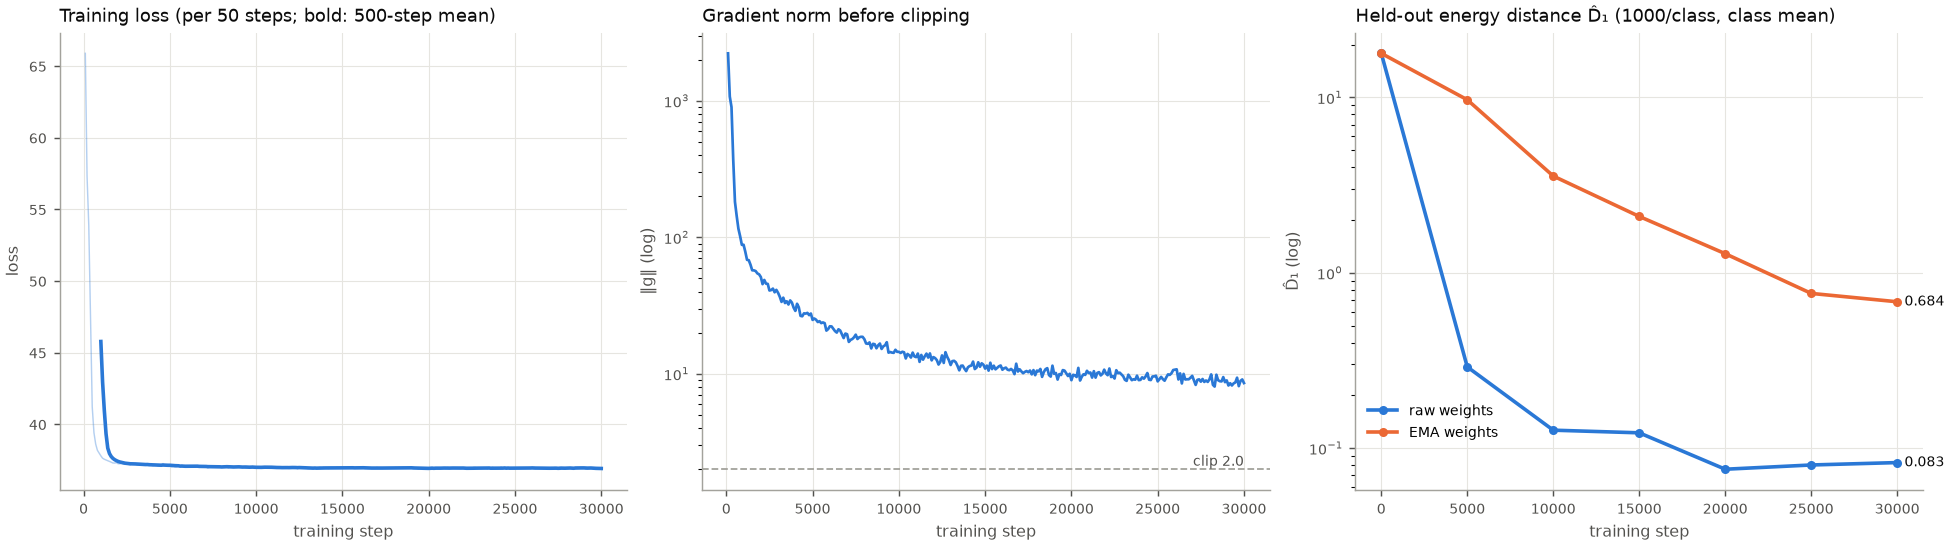 Training loss (per 50 steps; bold: 500-step mean)
65
60
55
50
45
40
loss
0
5000
10000
15000
20000
25000
30000
training step
Gradient norm before clipping
10³
10²
10¹
‖g‖ (log)
clip 2.0
0
5000
10000
15000
20000
25000
30000
training step
Held-out energy distance D̂₁ (1000/class, class mean)
10¹
10⁰
10⁻¹
D̂₁ (log)
0.684
0.083
raw weights
EMA weights
0
5000
10000
15000
20000
25000
30000
training step